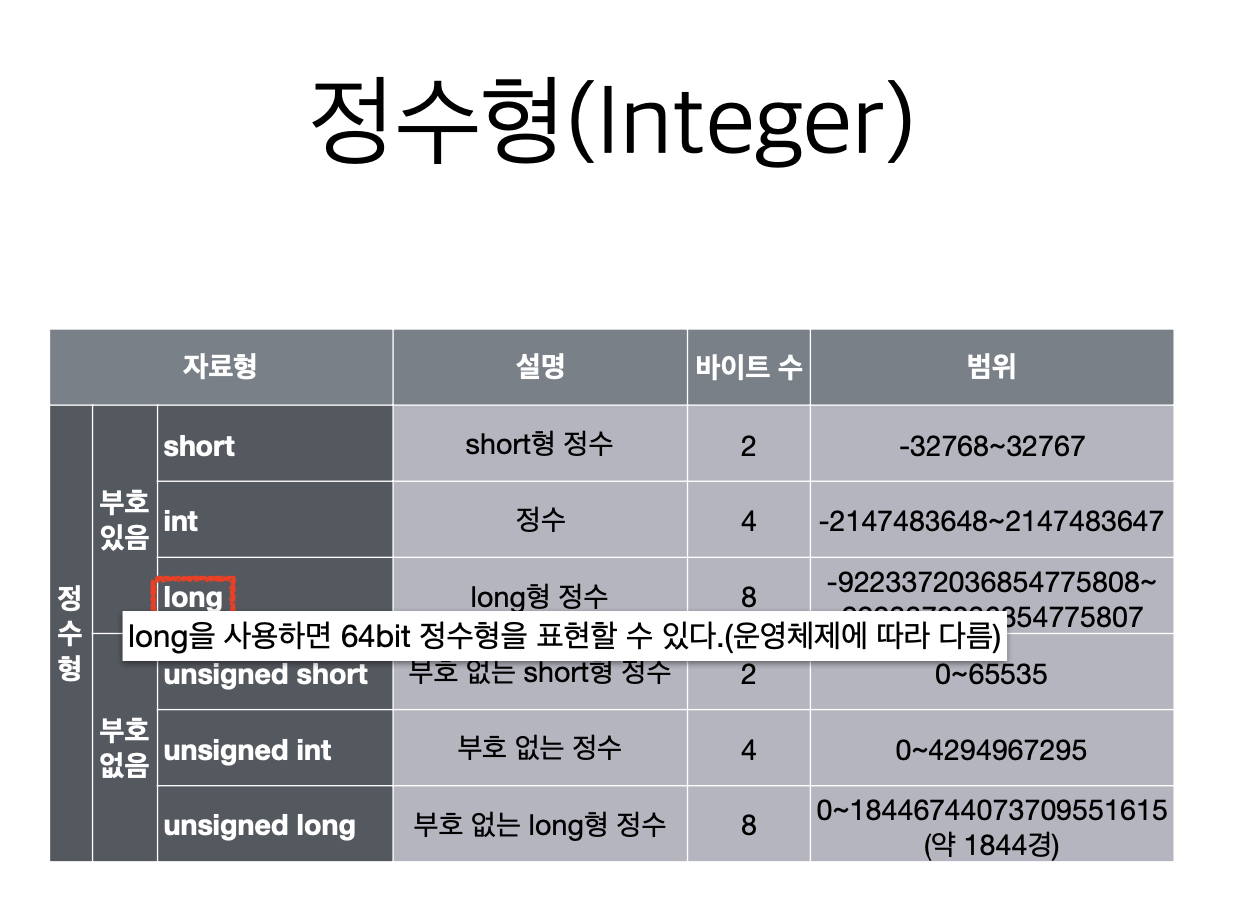 정수형(Integer)
자료형 설명 바이트 수 범위
정수형
부호 있음
short short형 정수 2 -32768~32767
int 정수 4 -2147483648~2147483647
long long형 정수 8 -9223372036854775808~
54775807
long을 사용하면 64bit 정수형을 표현할 수 있다.(운영체제에 따라 다름)
부호 없음
unsigned short 부호 없는 short형 정수 2 0~65535
unsigned int 부호 없는 정수 4 0~4294967295
unsigned long 부호 없는 long형 정수 8 0~18446744073709551615
(약 1844경)